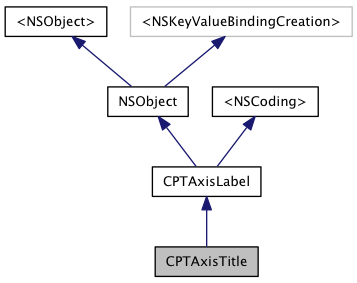 <NSObject>
<NSKeyValueBindingCreation>
NSObject
<NSCoding>
CPTAxisLabel
CPTAxisTitle